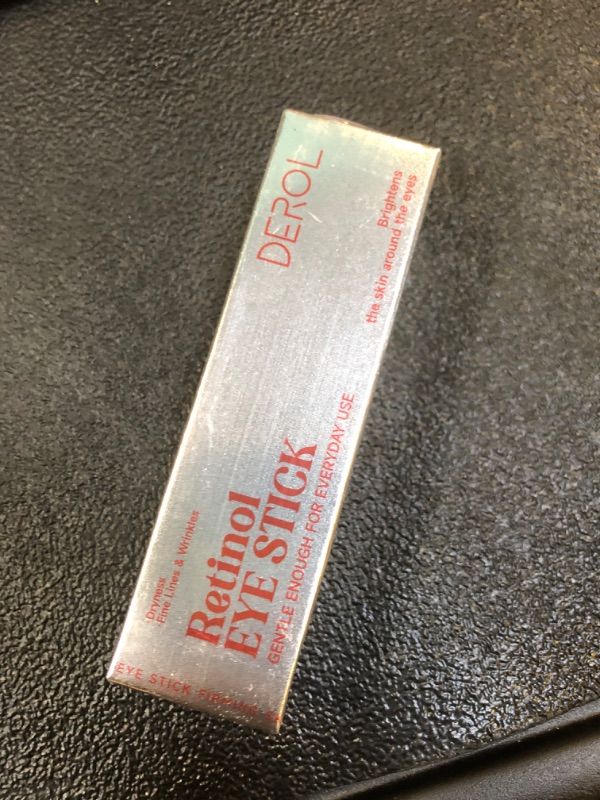 DEROL
Brightens
the skin around the eyes
Dryness
Fine Lines & Wrinkles
Retinol
EYE STICK
GENTLE ENOUGH FOR EVERYDAY USE
EYE STICK